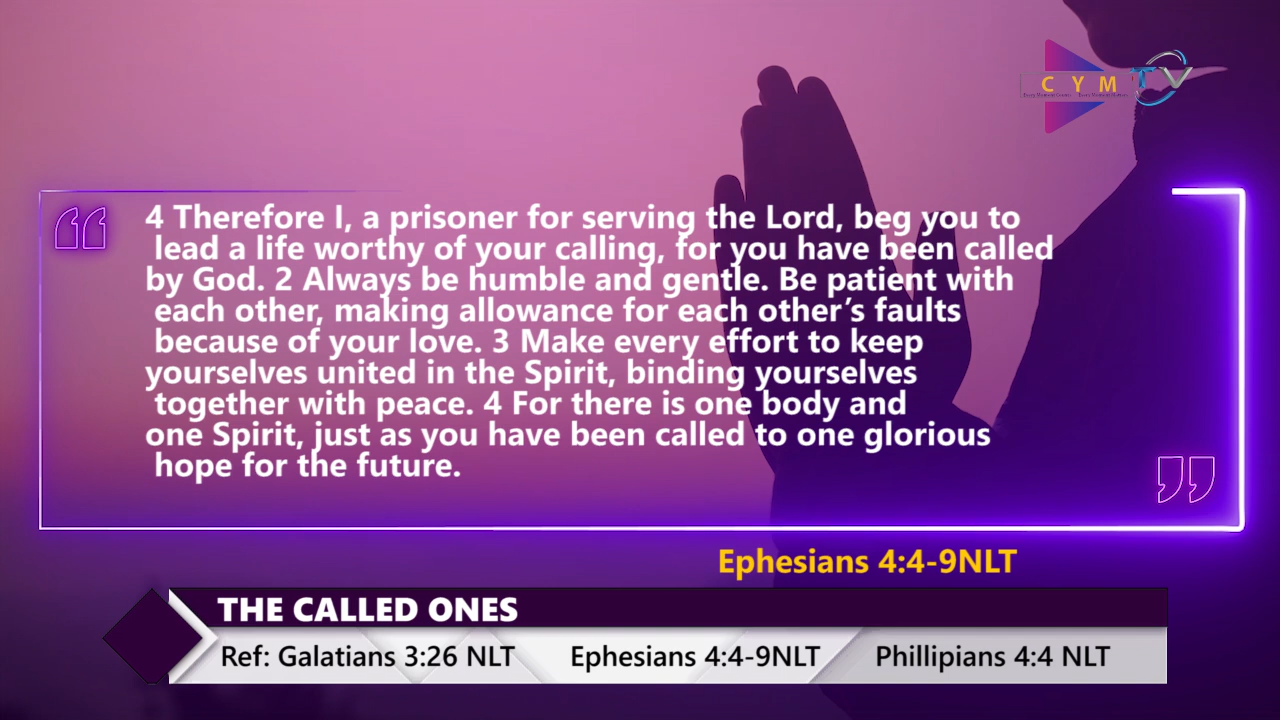 C Y M TV
4 Therefore I, a prisoner for serving the Lord, beg you to
lead a life worthy of your calling, for you have been called
by God. 2 Always be humble and gentle. Be patient with
each other, making allowance for each other’s faults
because of your love. 3 Make every effort to keep
yourselves united in the Spirit, binding yourselves
together with peace. 4 For there is one body and
one Spirit, just as you have been called to one glorious
hope for the future.
Ephesians 4:4-9NLT
THE CALLED ONES
Ref: Galatians 3:26 NLT Ephesians 4:4-9NLT Phillipians 4:4 NLT